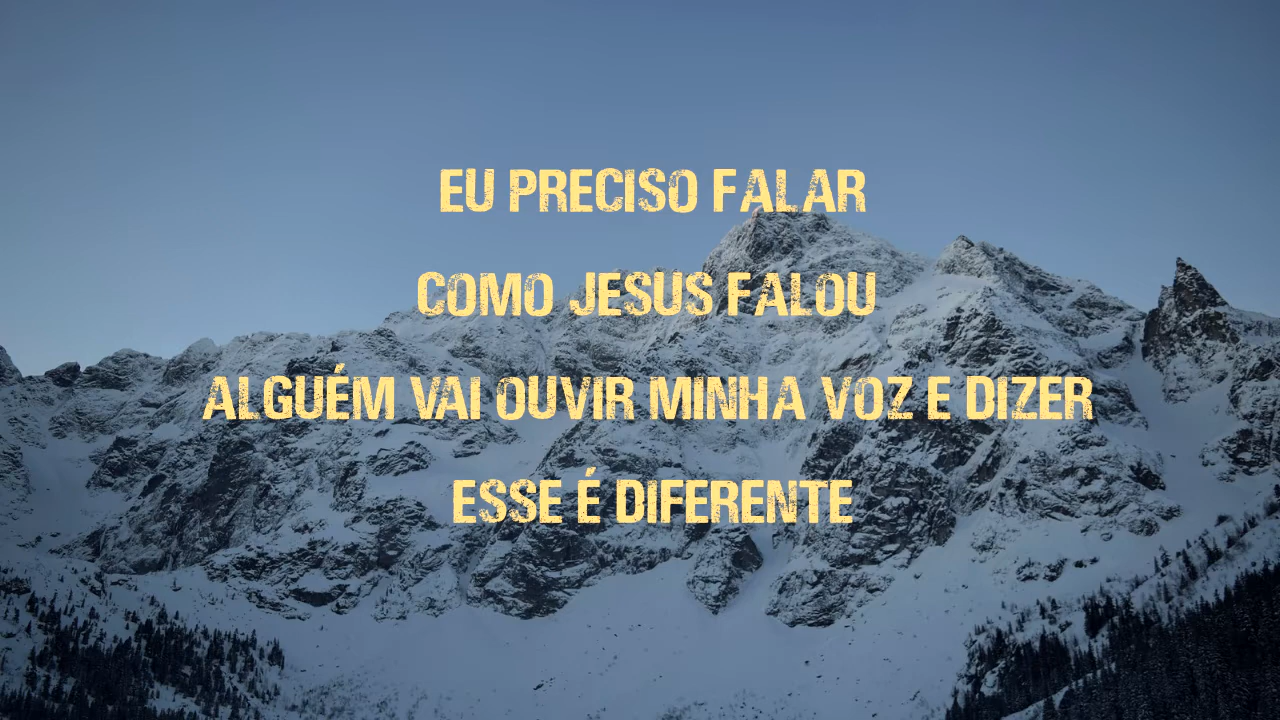 EU PRECISO FALAR
COMO JESUS FALOU
ALGUÉM VAI OUVIR MINHA VOZ E DIZER
ESSE É DIFERENTE